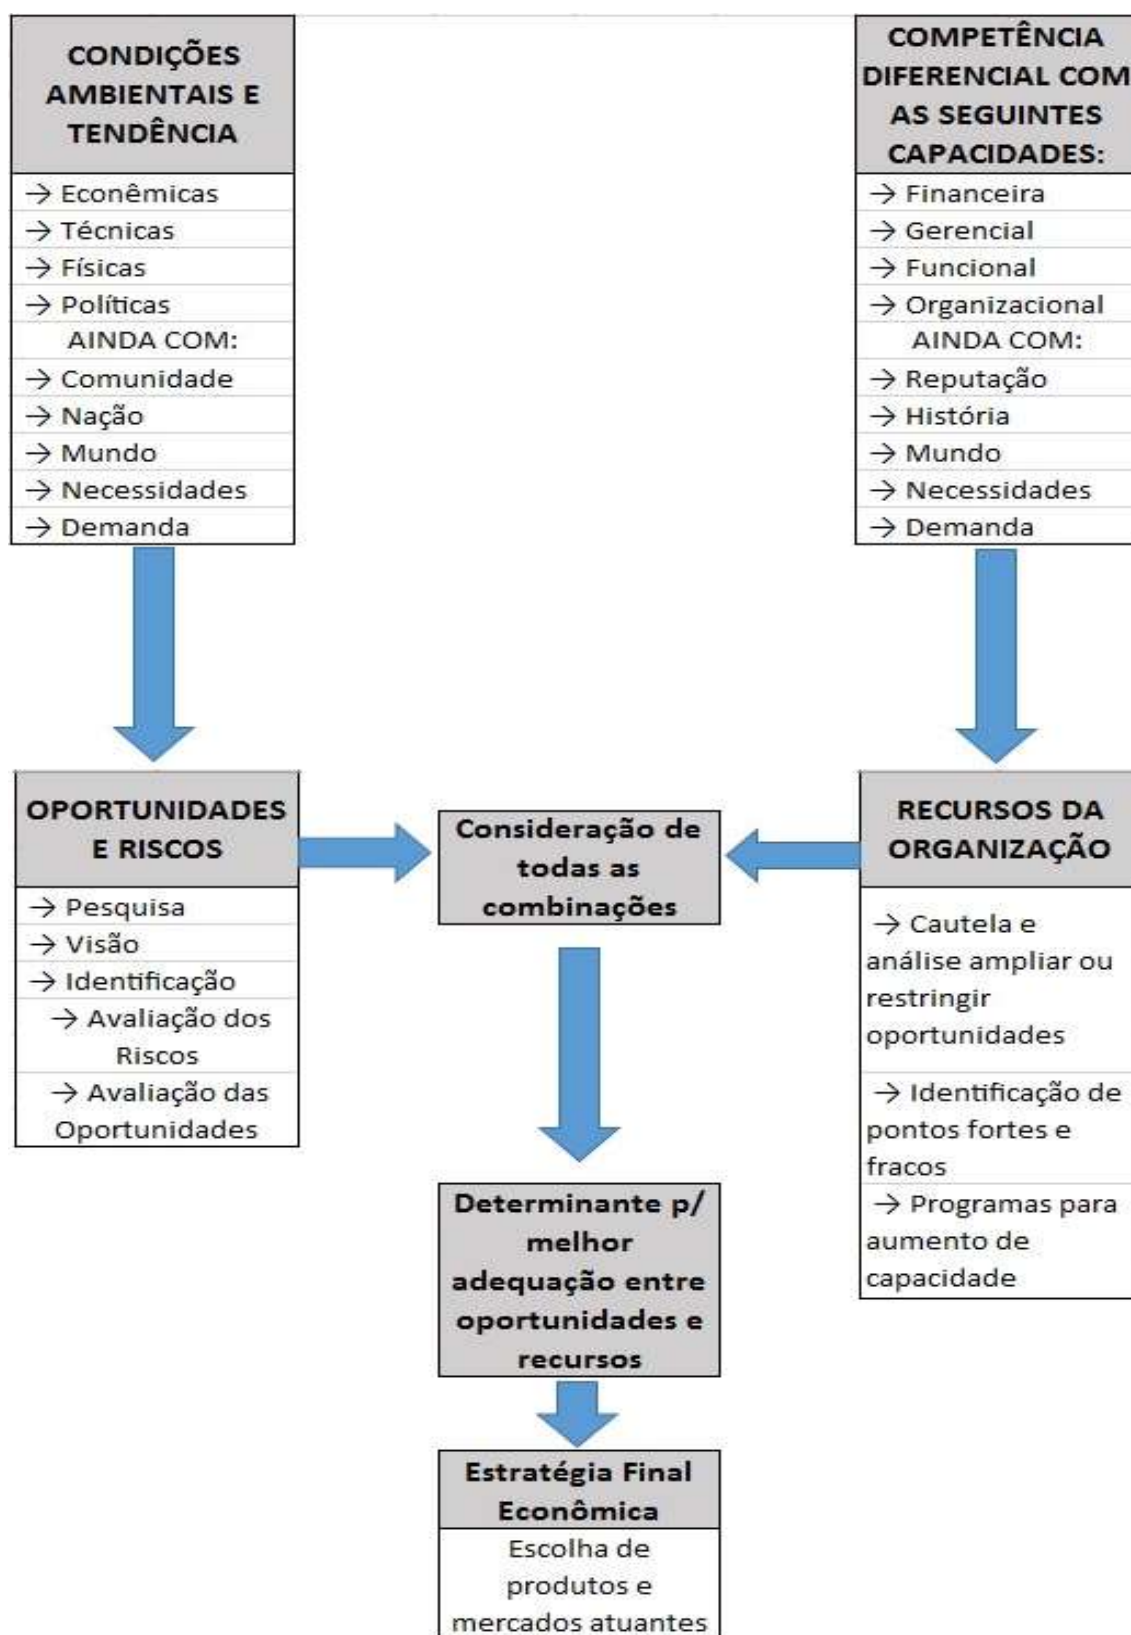 CONDIÇÕES
AMBIENTAIS E
TENDÊNCIA
→ Econêmicas
→ Técnicas
→ Físicas
→ Políticas
AINDA COM:
→ Comunidade
→ Nação
→ Mundo
→ Necessidades
→ Demanda
COMPETÊNCIA
DIFERENCIAL COM
AS SEGUINTES
CAPACIDADES:
→ Financeira
→ Gerencial
→ Funcional
→ Organizacional
AINDA COM:
→ Reputação
→ História
→ Mundo
→ Necessidades
→ Demanda
OPORTUNIDADES
E RISCOS
→ Pesquisa
→ Visão
→ Identificação
→ Avaliação dos
Riscos
→ Avaliação das
Oportunidades
Consideração de
todas as
combinações
RECURSOS DA
ORGANIZAÇÃO
→ Cautela e
análise ampliar ou
restringir
oportunidades
→ Identificação de
pontos fortes e
fracos
→ Programas para
aumento de
capacidade
Determinante p/
melhor
adequação entre
oportunidades e
recursos
Estratégia Final
Econômica
Escolha de
produtos e
mercados atuantes